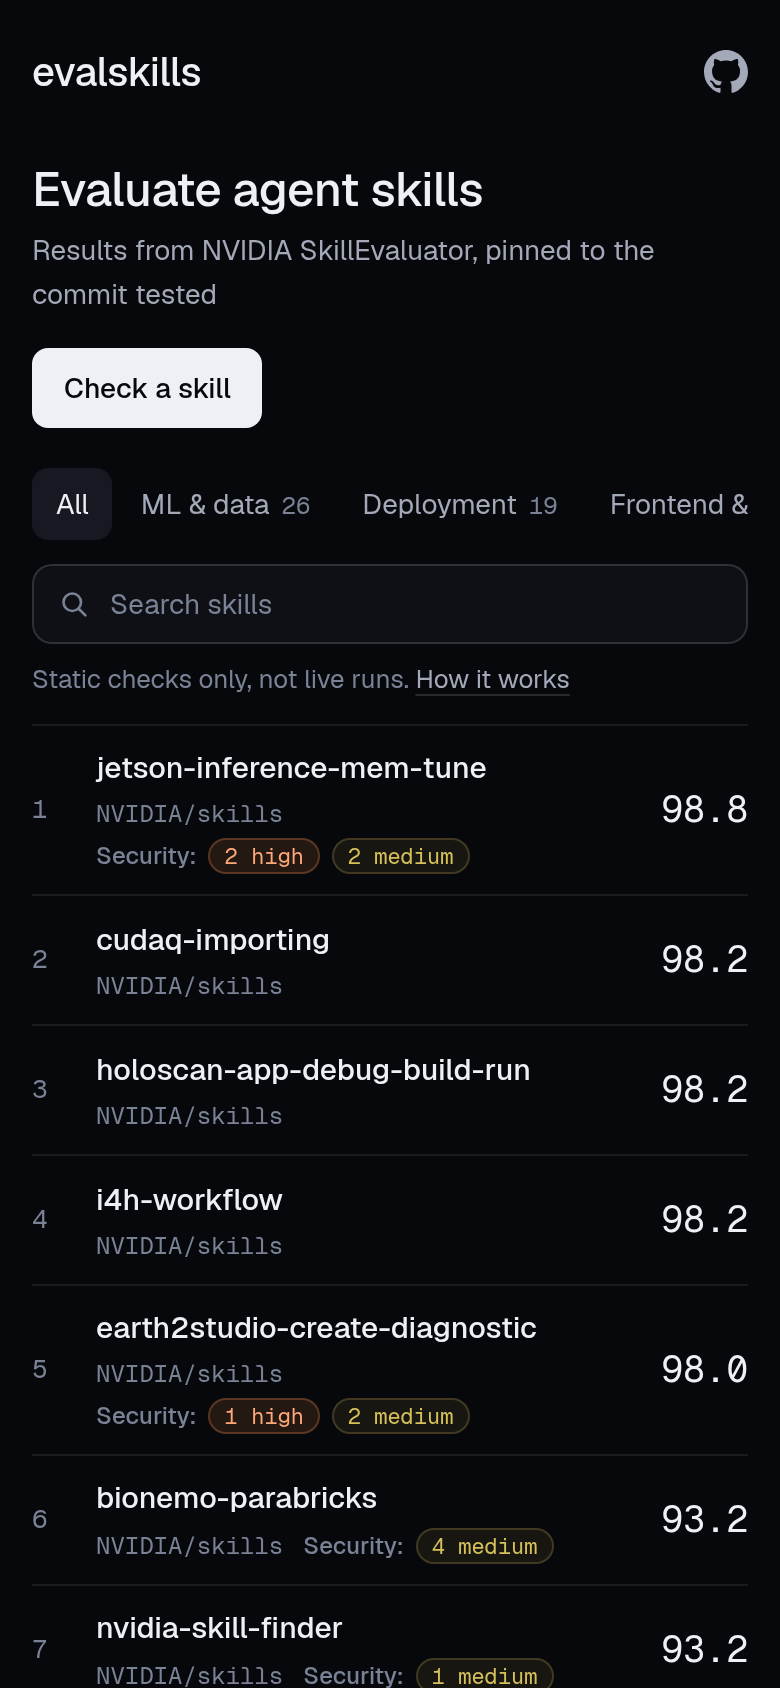 evalskills
Evaluate agent skills
Results from NVIDIA SkillEvaluator, pinned to the
commit tested
Check a skill
All ML & data 26 Deployment 19 Frontend &
Search skills
Static checks only, not live runs. How it works
1 jetson-inference-mem-tune 98.8
NVIDIA/skills
Security: 2 high 2 medium
2 cudaq-importing 98.2
NVIDIA/skills
3 holoscan-app-debug-build-run 98.2
NVIDIA/skills
4 i4h-workflow 98.2
NVIDIA/skills
5 earth2studio-create-diagnostic 98.0
NVIDIA/skills
Security: 1 high 2 medium
6 bionemo-parabricks 93.2
NVIDIA/skills Security: 4 medium
7 nvidia-skill-finder 93.2
NVIDIA/skills Security: 1 medium